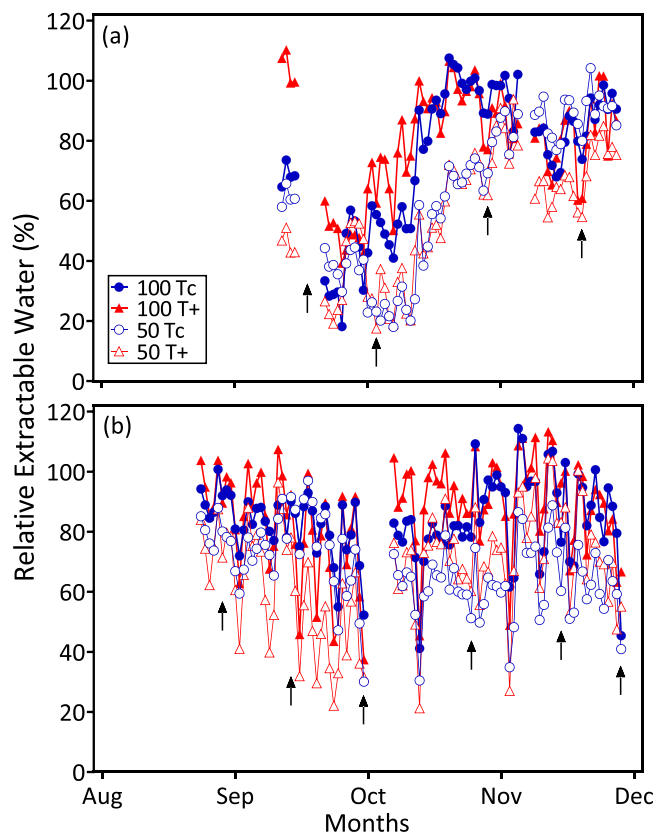 120
(a)
100
80
60
40
20
0
100 Tc
100 T+
50 Tc
50 T+
Relative Extractable Water (%)
120
(b)
100
80
60
40
20
0
Aug Sep Oct Nov Dec
Months